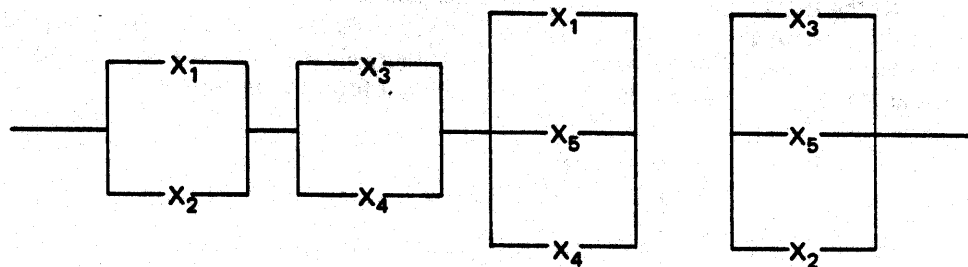 X₁ X₃
X₁ X₃
X₅ X₅
X₂ X₄
X₄ X₂